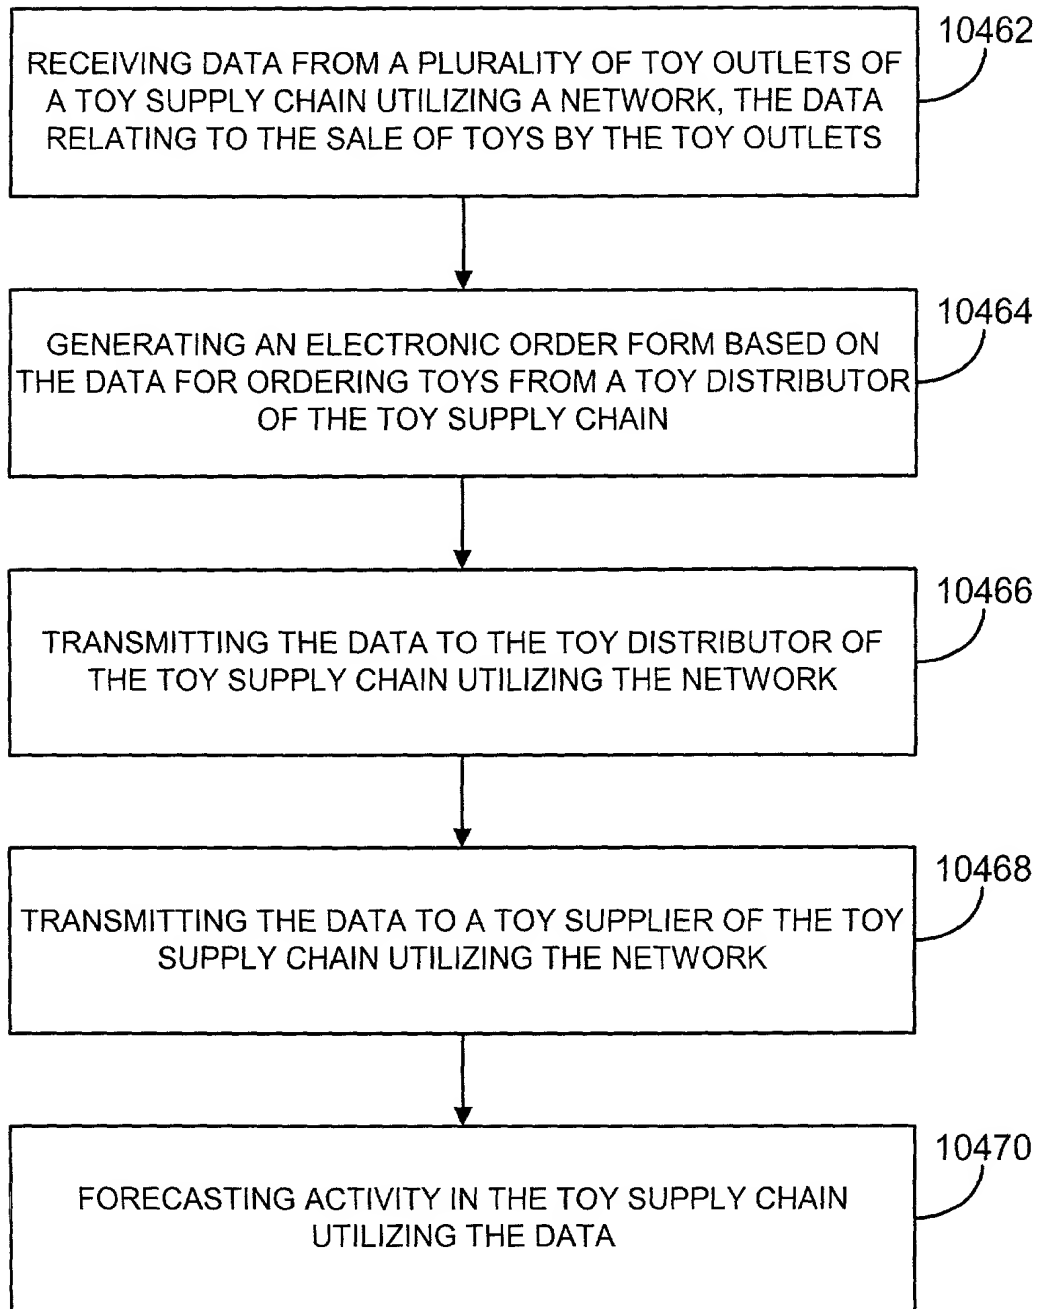 10462
RECEIVING DATA FROM A PLURALITY OF TOY OUTLETS OF
A TOY SUPPLY CHAIN UTILIZING A NETWORK, THE DATA
RELATING TO THE SALE OF TOYS BY THE TOY OUTLETS
10464
GENERATING AN ELECTRONIC ORDER FORM BASED ON
THE DATA FOR ORDERING TOYS FROM A TOY DISTRIBUTOR
OF THE TOY SUPPLY CHAIN
10466
TRANSMITTING THE DATA TO THE TOY DISTRIBUTOR OF
THE TOY SUPPLY CHAIN UTILIZING THE NETWORK
10468
TRANSMITTING THE DATA TO A TOY SUPPLIER OF THE TOY
SUPPLY CHAIN UTILIZING THE NETWORK
10470
FORECASTING ACTIVITY IN THE TOY SUPPLY CHAIN
UTILIZING THE DATA